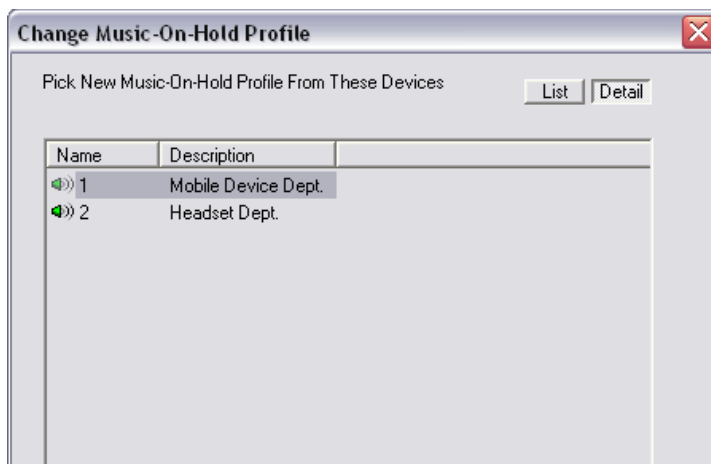 Change Music-On-Hold Profile
Pick New Music-On-Hold Profile From These Devices
List Detail
Name Description
1 Mobile Device Dept.
2 Headset Dept.